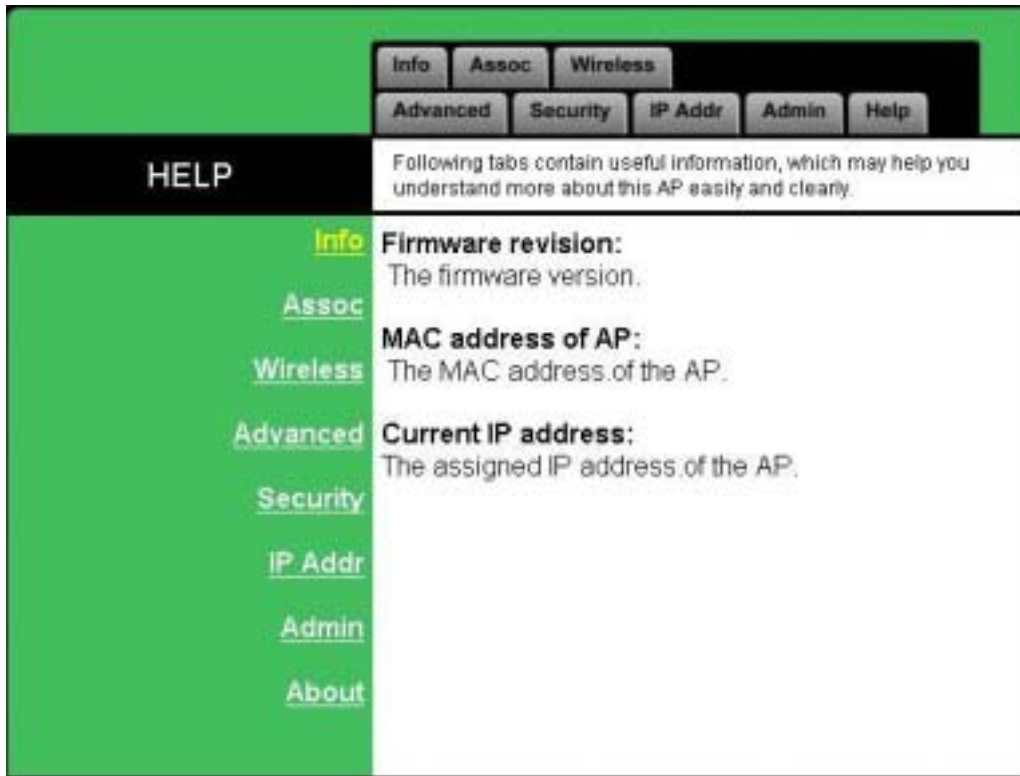 Info Assoc Wireless
Advanced Security IP Addr Admin Help
HELP
Following tabs contain useful information, which may help you
understand more about this AP easily and clearly.
Info
Assoc
Wireless
Advanced
Security
IP Addr
Admin
About
Firmware revision:
The firmware version.
MAC address of AP:
The MAC address of the AP.
Current IP address:
The assigned IP address of the AP.